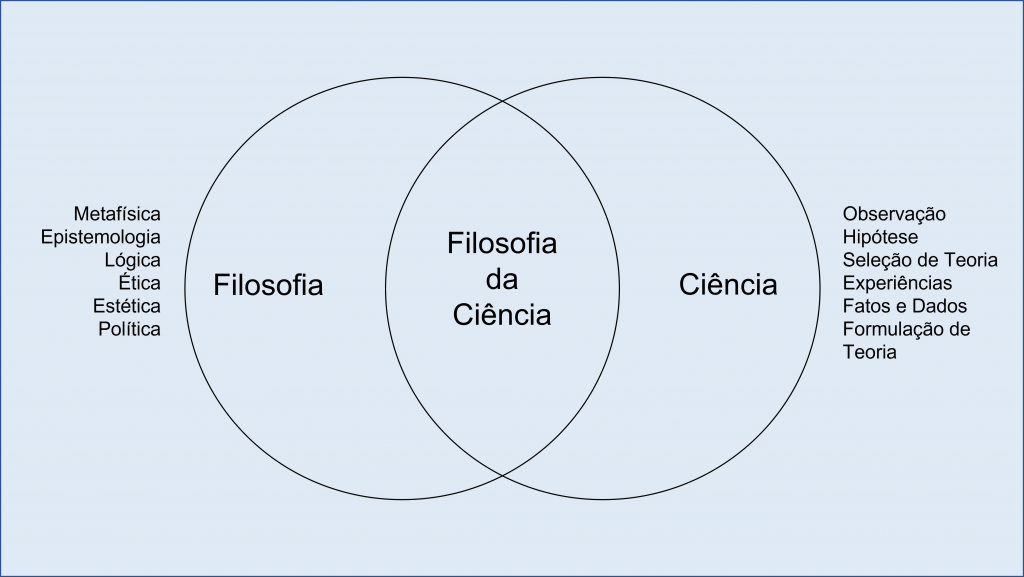 Metafísica
Epistemologia
Lógica
Ética
Estética
Política
Filosofia
Filosofia
da
Ciência
Ciência
Observação
Hipótese
Seleção de Teoria
Experiências
Fatos e Dados
Formulação de
Teoria